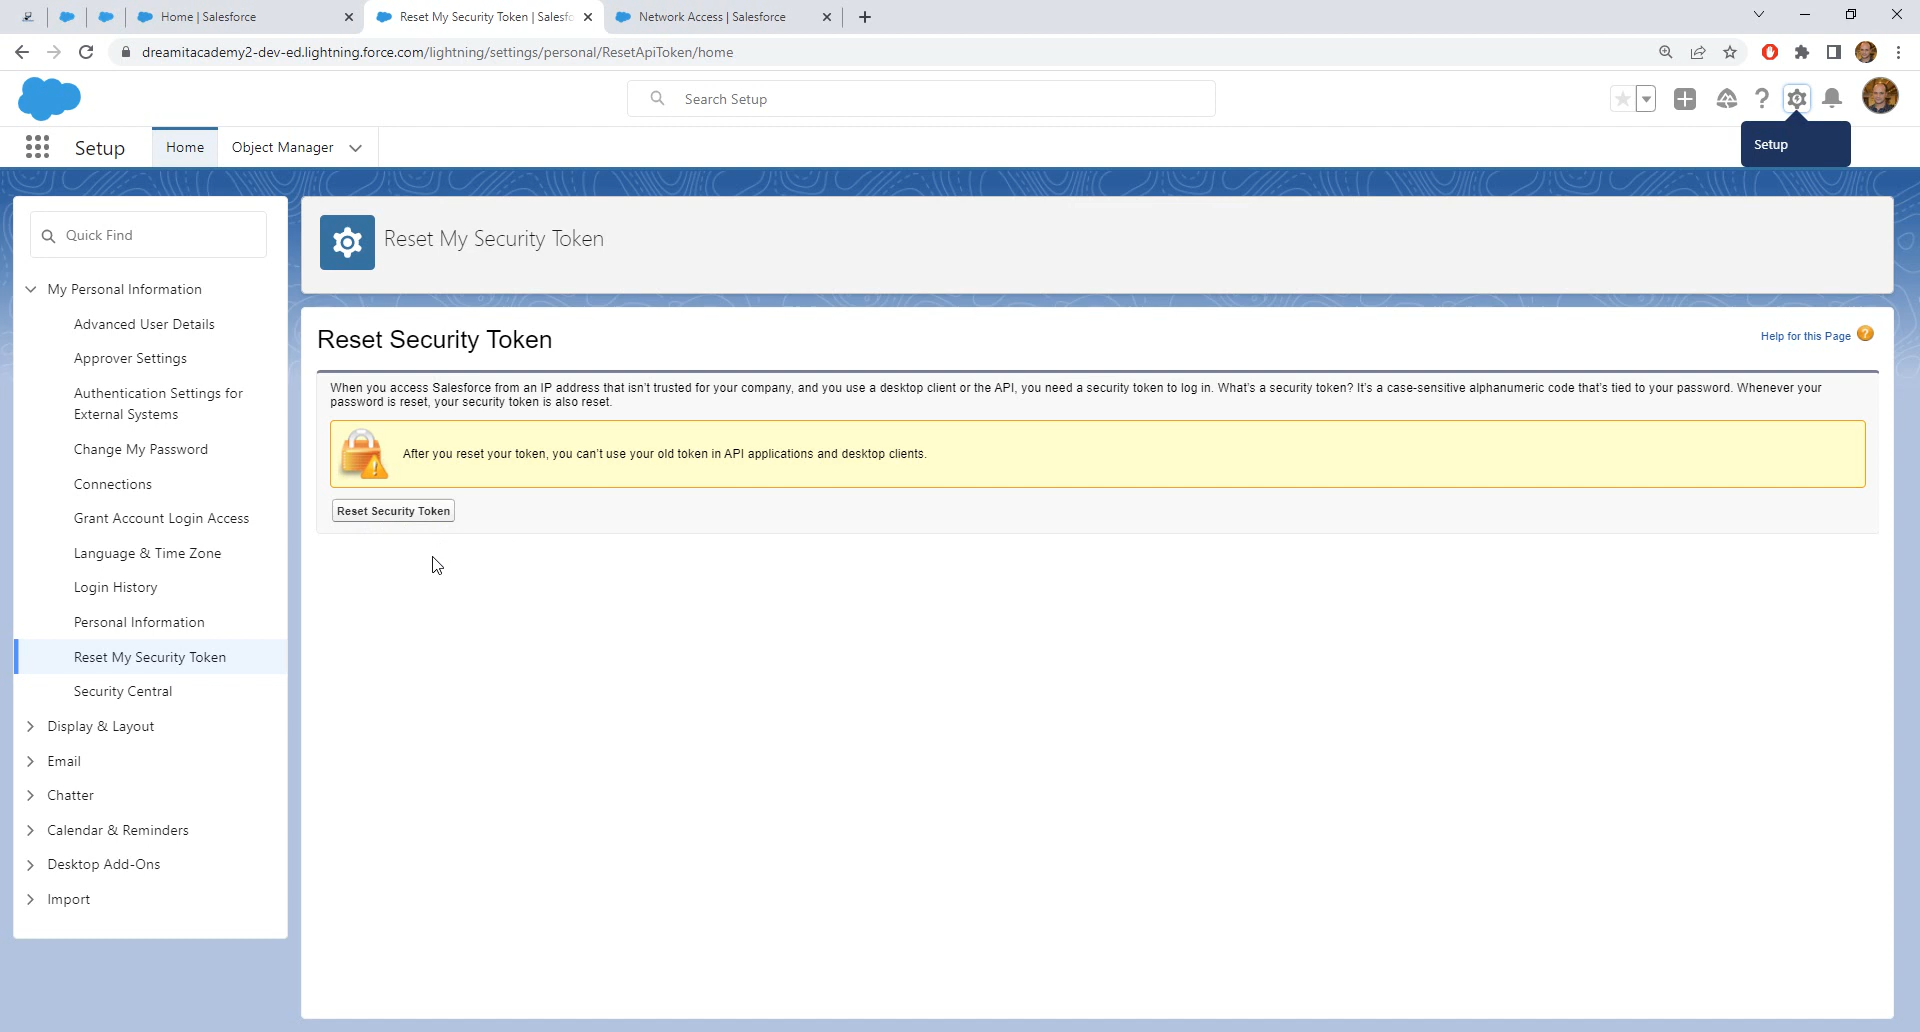 Home | Salesforce
Reset My Security Token | Salesfo
Network Access | Salesforce
dreamitacademy2-dev-ed.lightning.force.com/lightning/settings/personal/ResetApiToken/home
Search Setup
Setup
Home
Object Manager
Setup
Quick Find
My Personal Information
Advanced User Details
Approver Settings
Authentication Settings for
External Systems
Change My Password
Connections
Grant Account Login Access
Language & Time Zone
Login History
Personal Information
Reset My Security Token
Security Central
Display & Layout
Email
Chatter
Calendar & Reminders
Desktop Add-Ons
Import
Reset My Security Token
Reset Security Token
Help for this Page
When you access Salesforce from an IP address that isn't trusted for your company, and you use a desktop client or the API, you need a security token to log in. What's a security token? It's a case-sensitive alphanumeric code that's tied to your password. Whenever your
password is reset, your security token is also reset.
After you reset your token, you can't use your old token in API applications and desktop clients.
Reset Security Token